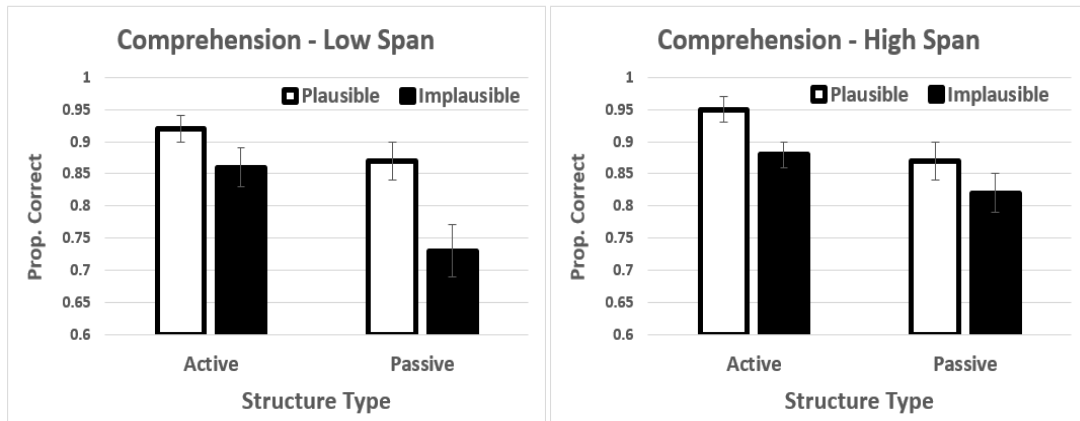 Comprehension - Low Span
Plausible Implausible
1
0.95
0.9
0.85
0.8
0.75
0.7
0.65
0.6
Prop. Correct
Active Passive
Structure Type
Comprehension - High Span
Plausible Implausible
1
0.95
0.9
0.85
0.8
0.75
0.7
0.65
0.6
Prop. Correct
Active Passive
Structure Type